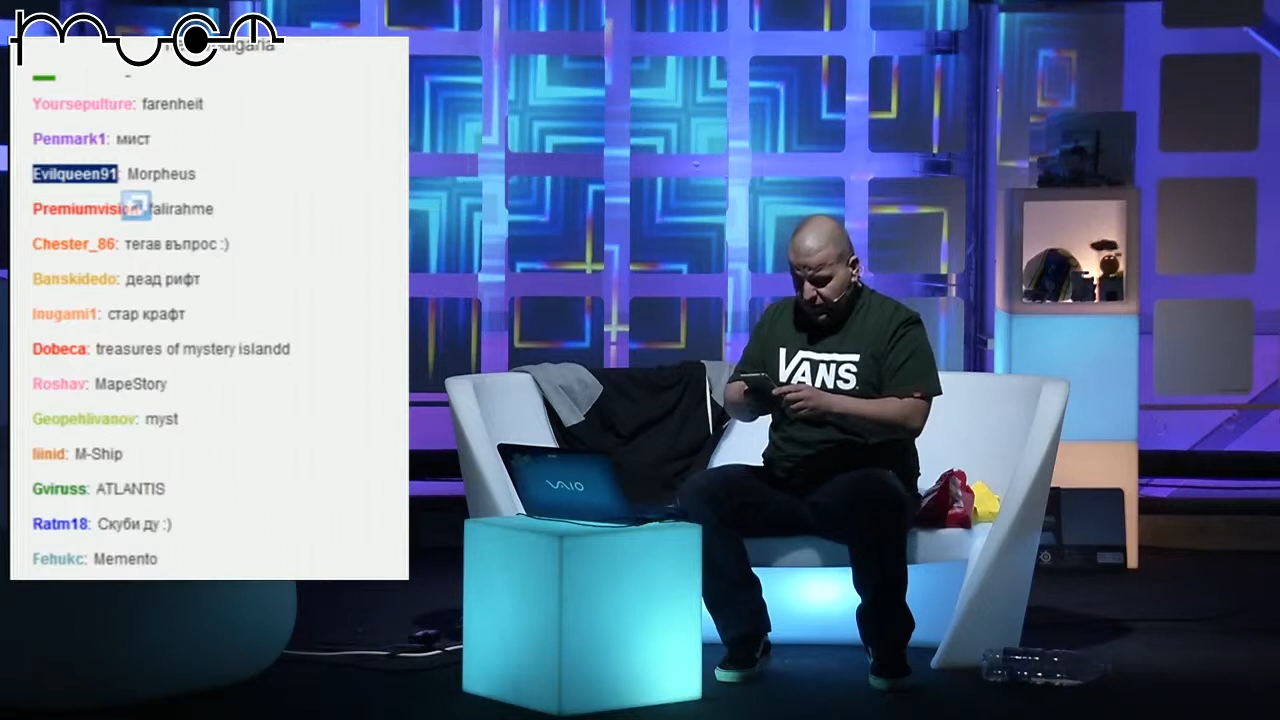 Yoursepulture: farenheit
Penmark1: мист
Evilqueen91: Morpheus
falirahme
Chester_86: тегав въпрос :)
Banskidedo: деад рифт
Inugami1: стар крафт
Dobeca: treasures of mystery islandd
Roshav: MapeStory
Geopehlivanov: myst
liinid: M-Ship
Gviruss: ATLANTIS
Ratm18: Скуби ду :)
Fehukc: Memento
VANS
VAIO